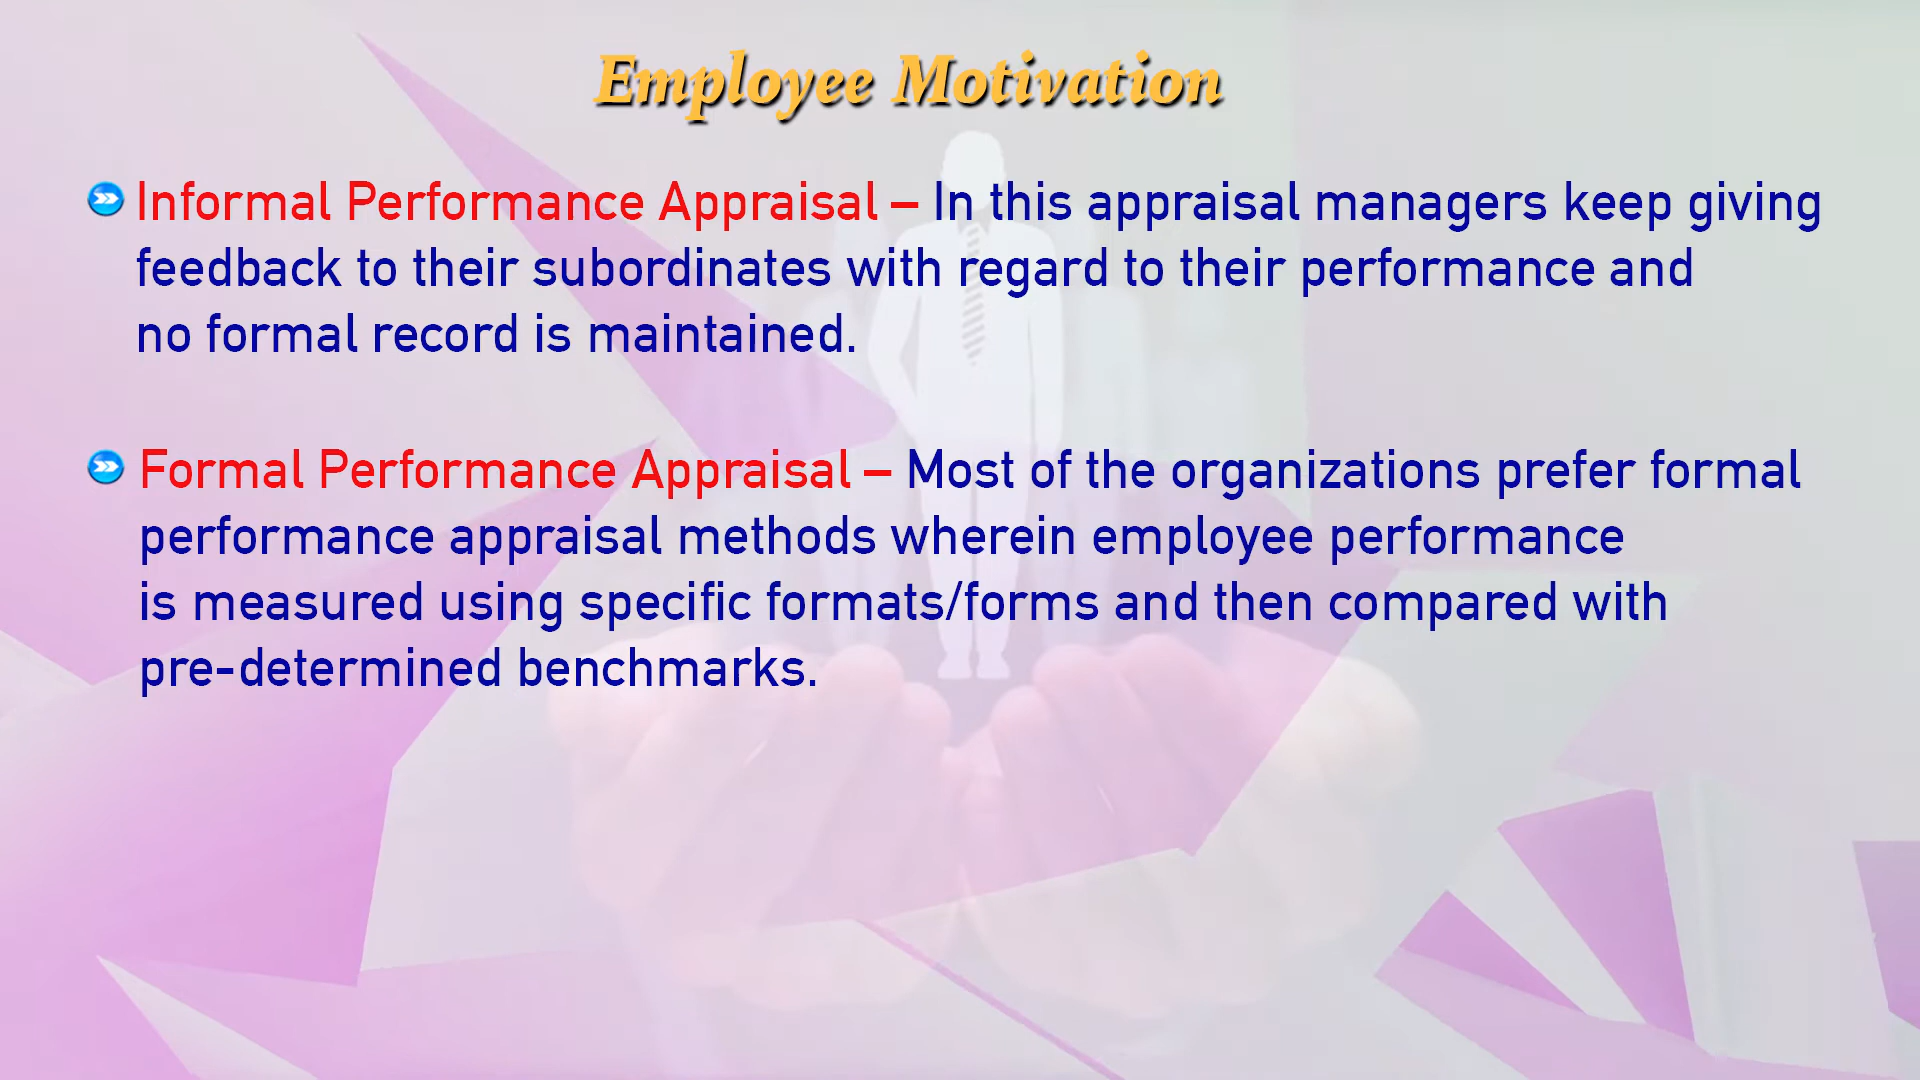 Employee Motivation
Informal Performance Appraisal – In this appraisal managers keep giving
feedback to their subordinates with regard to their performance and
no formal record is maintained.
Formal Performance Appraisal – Most of the organizations prefer formal
performance appraisal methods wherein employee performance
is measured using specific formats/forms and then compared with
pre-determined benchmarks.